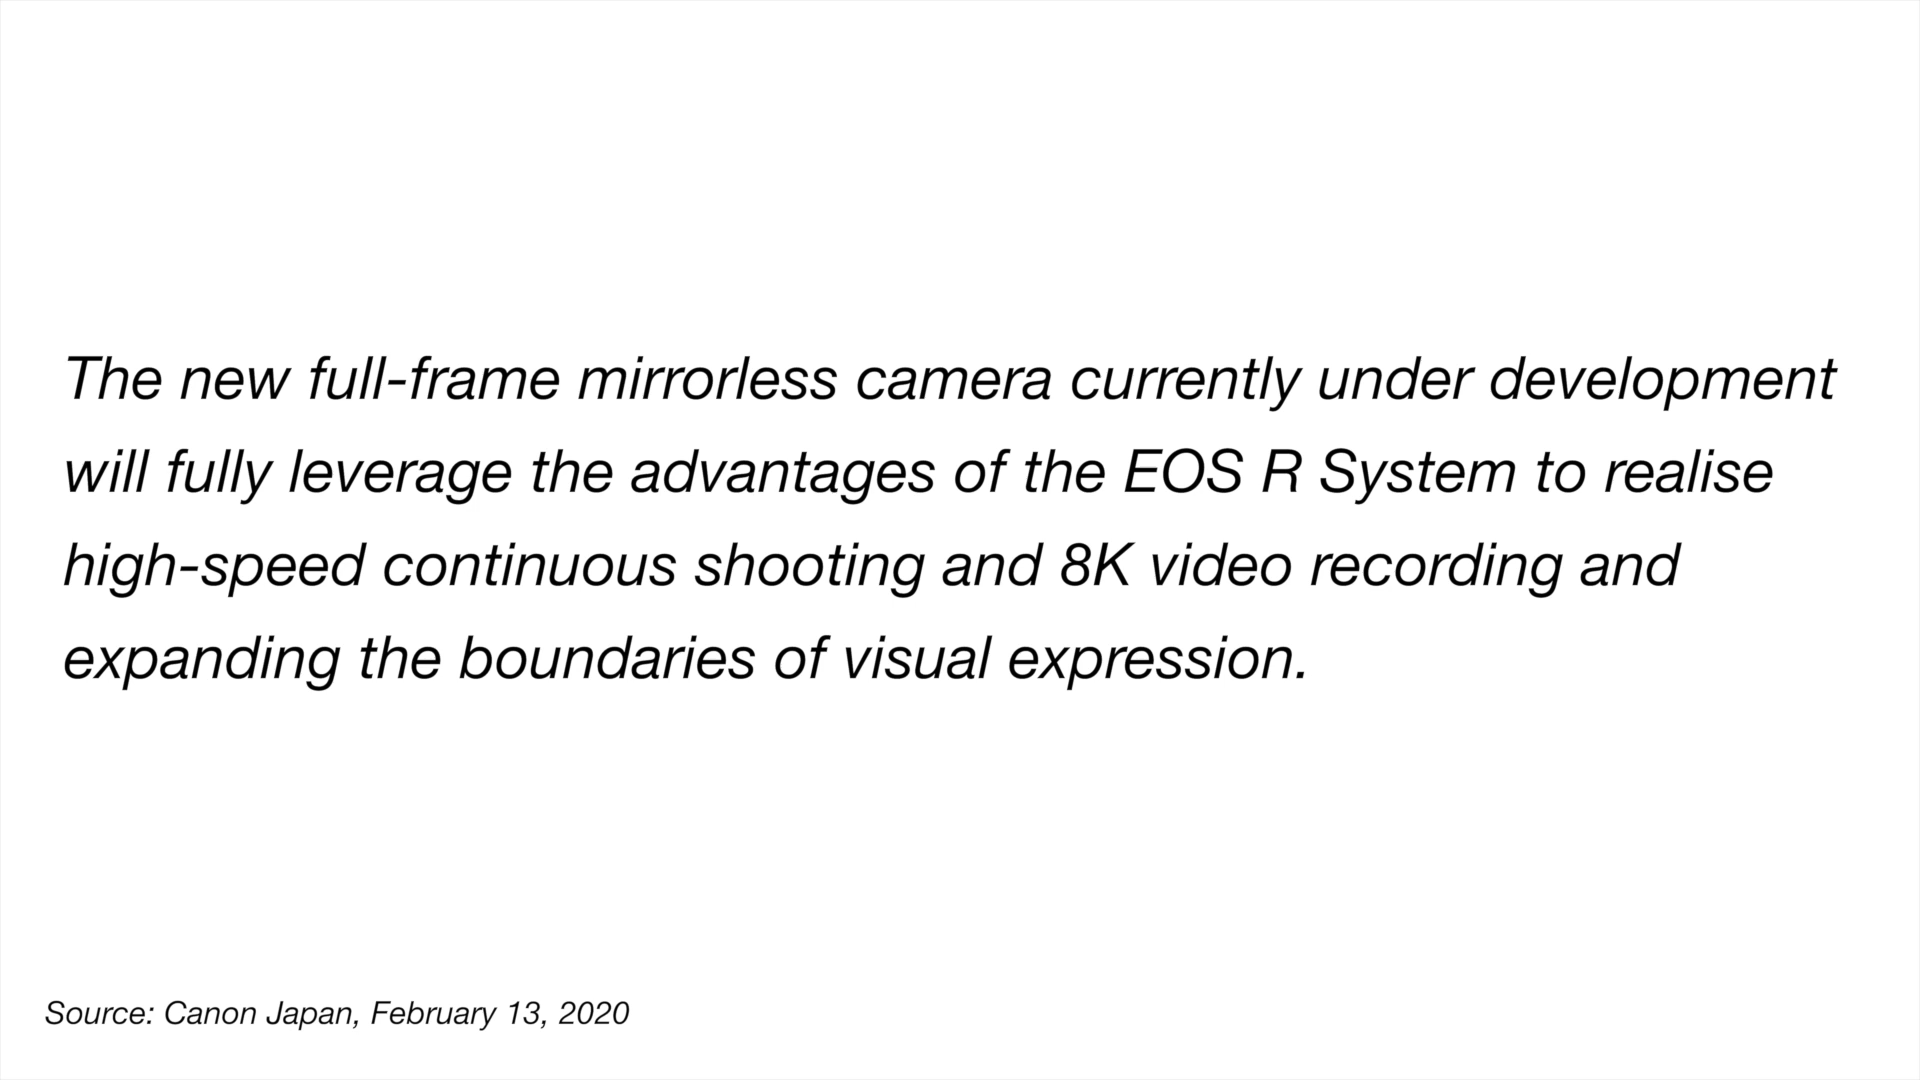 The new full-frame mirrorless camera currently under development
will fully leverage the advantages of the EOS R System to realise
high-speed continuous shooting and 8K video recording and
expanding the boundaries of visual expression.
Source: Canon Japan, February 13, 2020